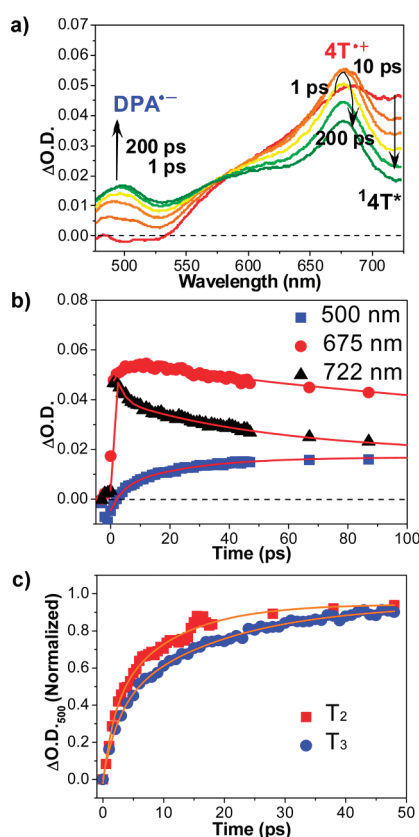 a)
0.07
0.06
0.05
0.04
0.03
0.02
0.01
0.00
ΔO.D.
DPA•−
200 ps
1 ps
4T•+
10 ps
1 ps
200 ps
¹4T*
500 550 600 650 700
Wavelength (nm)
b)
0.08
0.06
0.04
0.02
0.00
ΔO.D.
500 nm
675 nm
722 nm
0 20 40 60 80 100
Time (ps)
c)
1.0
0.8
0.6
0.4
0.2
0.0
ΔO.D.₅₀₀ (Normalized)
T₂
T₃
0 10 20 30 40 50
Time (ps)